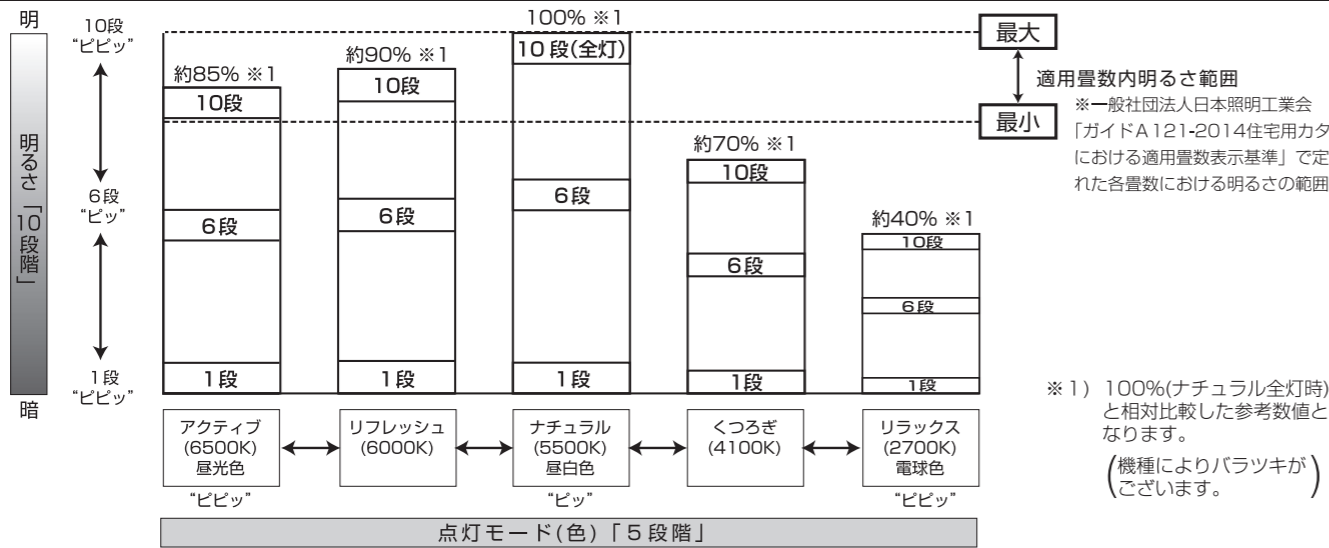 明
10段
“ピピッ”
6段
“ピッ”
1段
“ピピッ”
暗
明るさ「10段階」
約85% ※1
10段
6段
1段
約90% ※1
10段
6段
1段
100% ※1
10段(全灯)
6段
1段
約70% ※1
10段
6段
1段
約40% ※1
10段
6段
1段
最大
適用畳数内明るさ範囲
最小
※一般社団法人日本照明工業会
「ガイドA121-2014住宅用カタ
における適用畳数表示基準」で定
れた各畳数における明るさの範囲
アクティブ
(6500K)
昼光色
“ピピッ”
リフレッシュ
(6000K)
ナチュラル
(5500K)
昼白色
“ピッ”
くつろぎ
(4100K)
リラックス
(2700K)
電球色
“ピピッ”
点灯モード(色)「5段階」
※1) 100%(ナチュラル全灯時)
と相対比較した参考数値と
なります。
(機種によりバラツキが
ございます。)